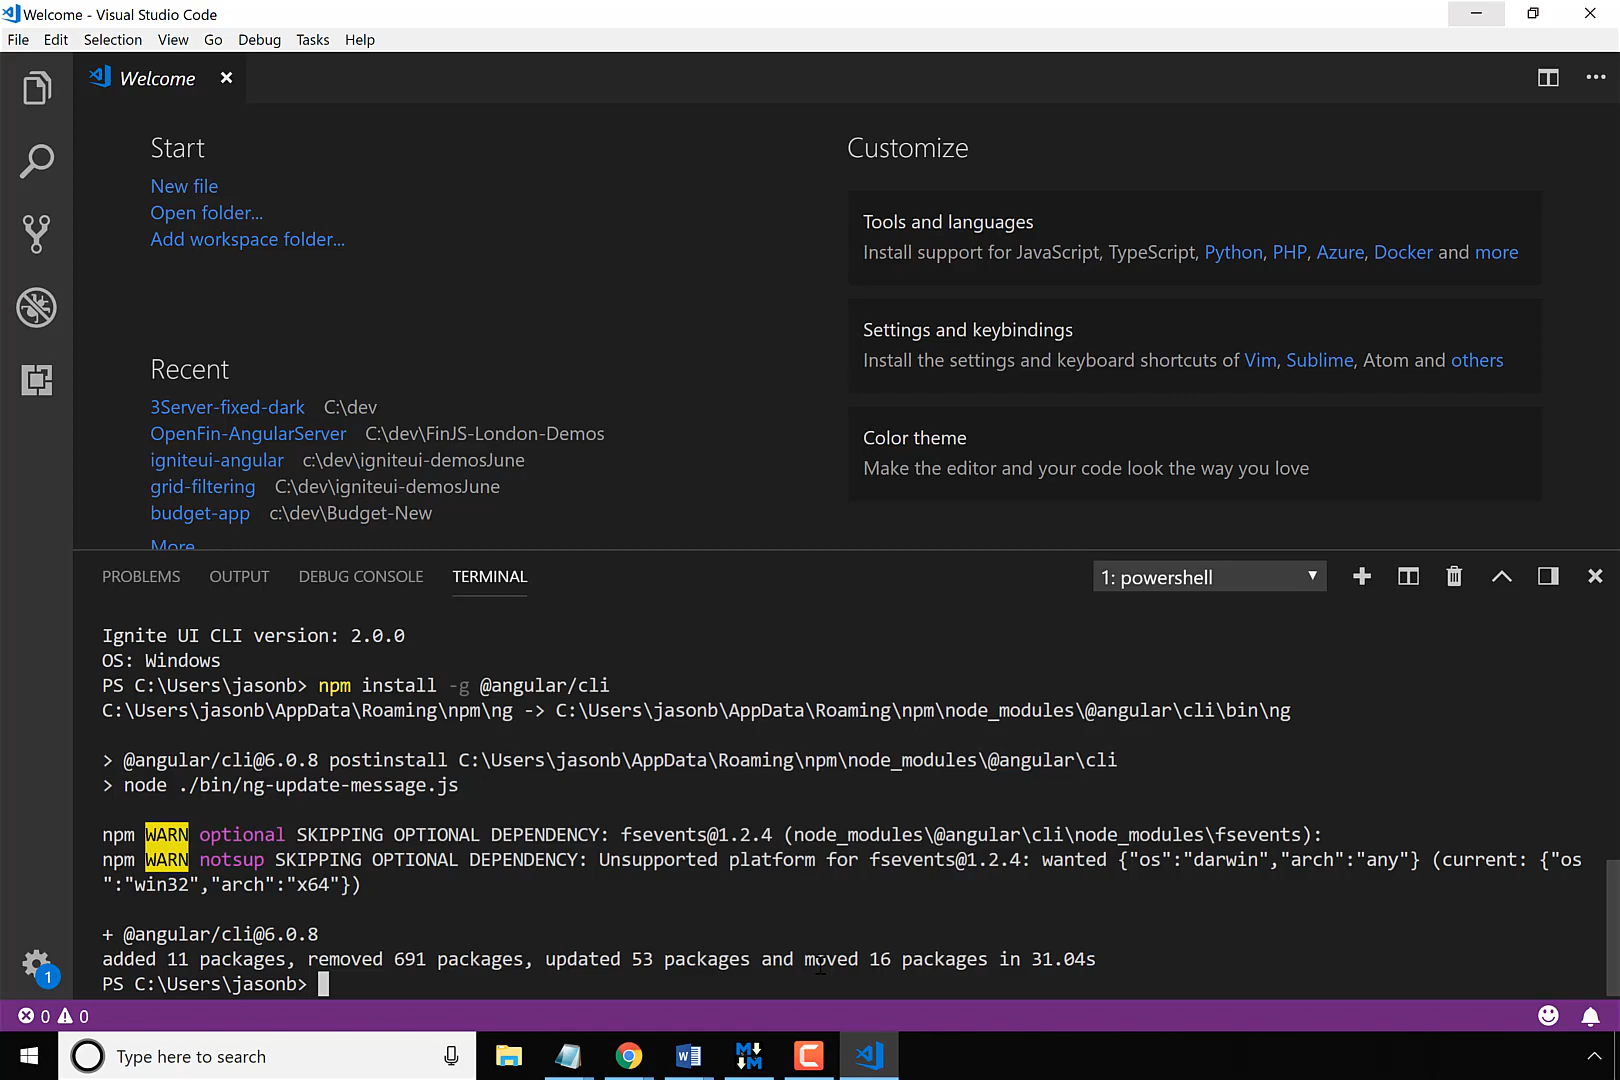 Welcome - Visual Studio Code
File Edit Selection View Go Debug Tasks Help
Welcome
Start
New file
Open folder...
Add workspace folder...
Recent
3Server-fixed-dark C:\dev
OpenFin-AngularServer C:\dev\FinJS-London-Demos
igniteui-angular c:\dev\igniteui-demosJune
grid-filtering C:\dev\igniteui-demosJune
budget-app c:\dev\Budget-New
More
Customize
Tools and languages
Install support for JavaScript, TypeScript, Python, PHP, Azure, Docker and more
Settings and keybindings
Install the settings and keyboard shortcuts of Vim, Sublime, Atom and others
Color theme
Make the editor and your code look the way you love
PROBLEMS OUTPUT DEBUG CONSOLE TERMINAL 1: powershell
Ignite UI CLI version: 2.0.0
OS: Windows
PS C:\Users\jasonb> npm install -g @angular/cli
C:\Users\jasonb\AppData\Roaming\npm\ng -> C:\Users\jasonb\AppData\Roaming\npm\node_modules\@angular\cli\bin\ng
> @angular/cli@6.0.8 postinstall C:\Users\jasonb\AppData\Roaming\npm\node_modules\@angular\cli
> node ./bin/ng-update-message.js
npm WARN optional SKIPPING OPTIONAL DEPENDENCY: fsevents@1.2.4 (node_modules\@angular\cli\node_modules\fsevents):
npm WARN notsup SKIPPING OPTIONAL DEPENDENCY: Unsupported platform for fsevents@1.2.4: wanted {"os":"darwin","arch":"any"} (current: {"os
":"win32","arch":"x64"})
+ @angular/cli@6.0.8
added 11 packages, removed 691 packages, updated 53 packages and moved 16 packages in 31.04s
PS C:\Users\jasonb>
1
0 0
Type here to search